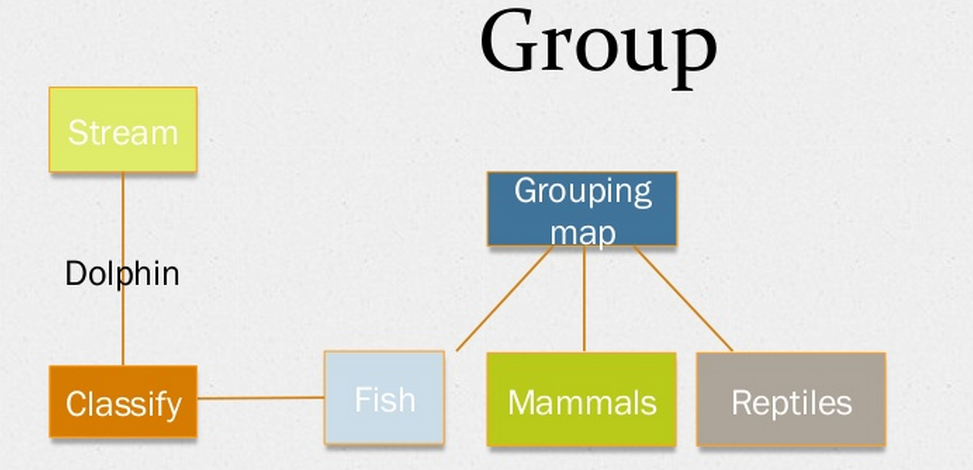 Group
Stream
Grouping
map
Dolphin
Classify
Fish
Mammals
Reptiles